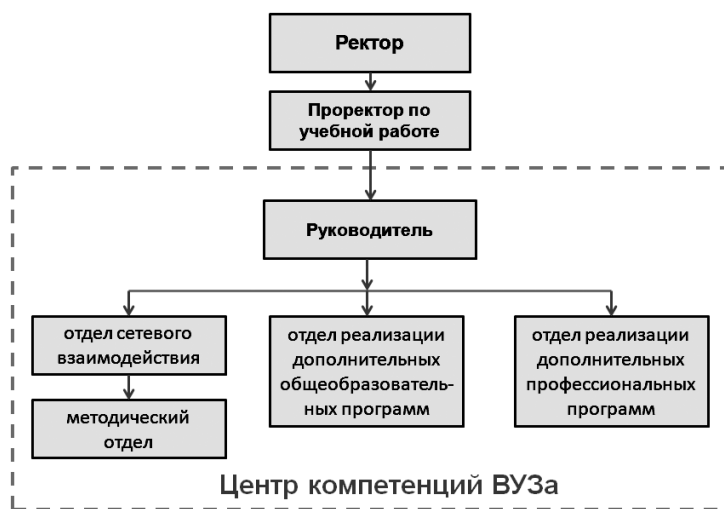 Ректор
Проректор по
учебной работе
Руководитель
отдел сетевого
взаимодействия
методический
отдел
отдел реализации
дополнительных
общеобразователь-
ных программ
отдел реализации
дополнительных
профессиональных
программ
Центр компетенций ВУЗа